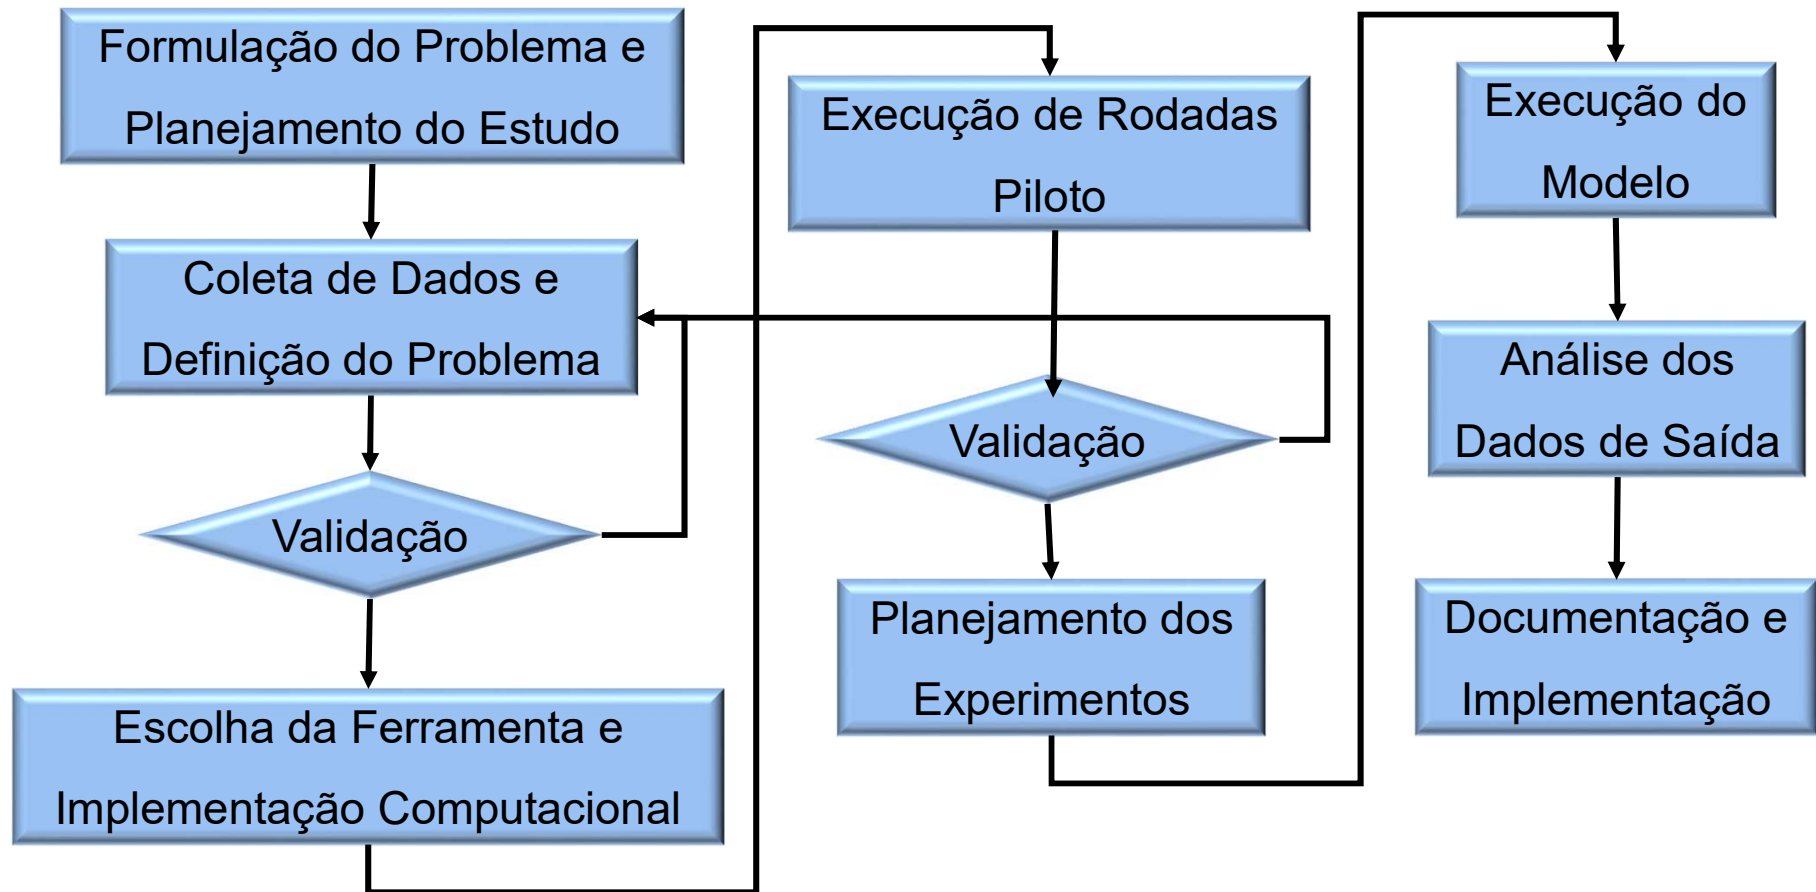 Formulação do Problema e
Planejamento do Estudo
Coleta de Dados e
Definição do Problema
Validação
Escolha da Ferramenta e
Implementação Computacional
Execução de Rodadas
Piloto
Validação
Planejamento dos
Experimentos
Execução do
Modelo
Análise dos
Dados de Saída
Documentação e
Implementação